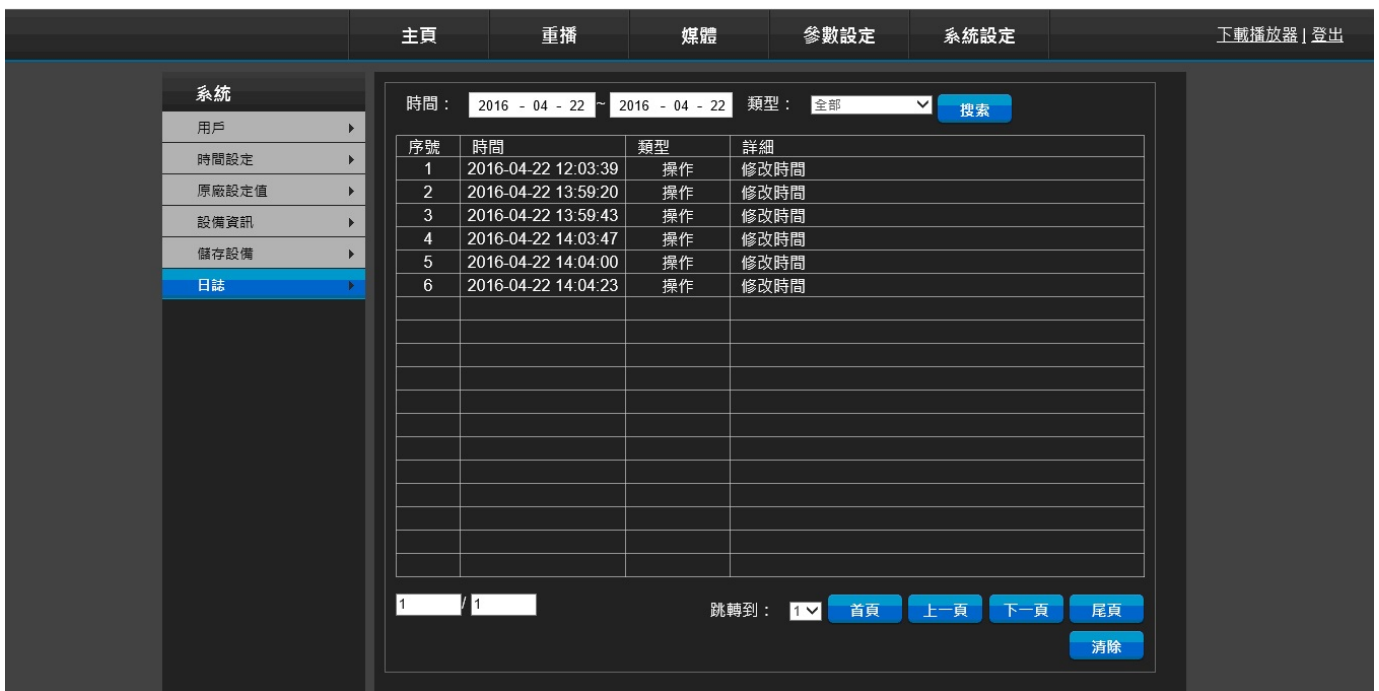 主頁 重播 媒體 參數設定 系統設定 下載播放器 | 登出
系統
用戶
時間設定
原廠設定值
設備資訊
儲存設備
日誌
時間： 2016 - 04 - 22 ~ 2016 - 04 - 22 類型： 全部 搜索
序號 時間 類型 詳細
1 2016-04-22 12:03:39 操作 修改時間
2 2016-04-22 13:59:20 操作 修改時間
3 2016-04-22 13:59:43 操作 修改時間
4 2016-04-22 14:03:47 操作 修改時間
5 2016-04-22 14:04:00 操作 修改時間
6 2016-04-22 14:04:23 操作 修改時間
1 / 1 跳轉到： 1 首頁 上一頁 下一頁 尾頁
清除